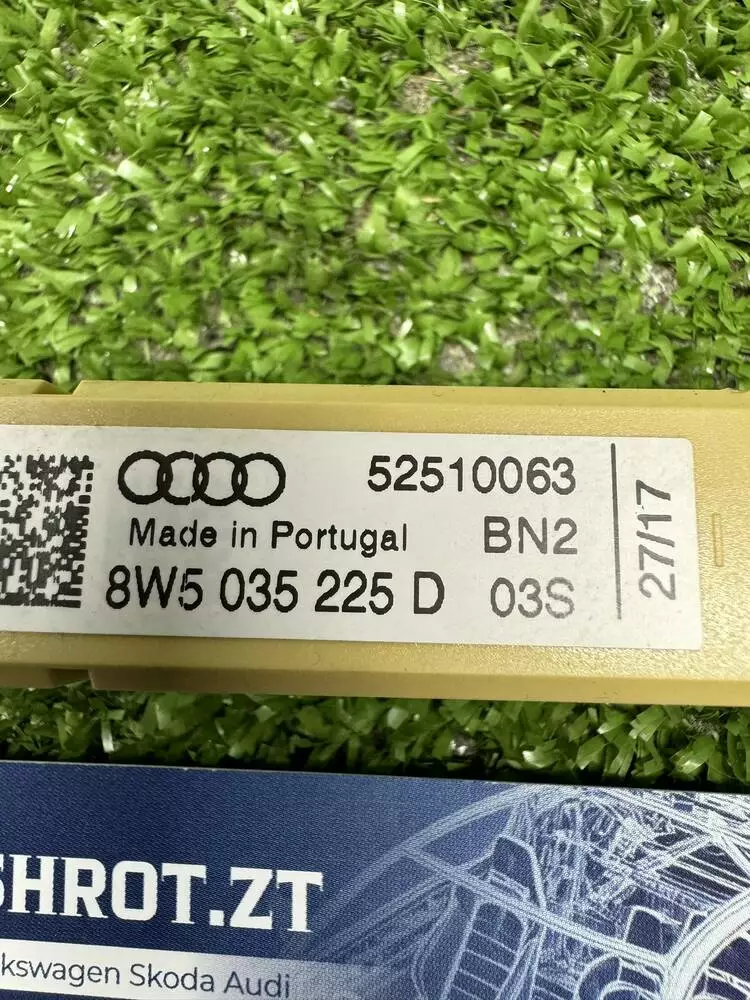 52510063
Made in Portugal BN2
8W5 035 225 D 03S
27/17
SHROT.ZT
kswagen Skoda Audi